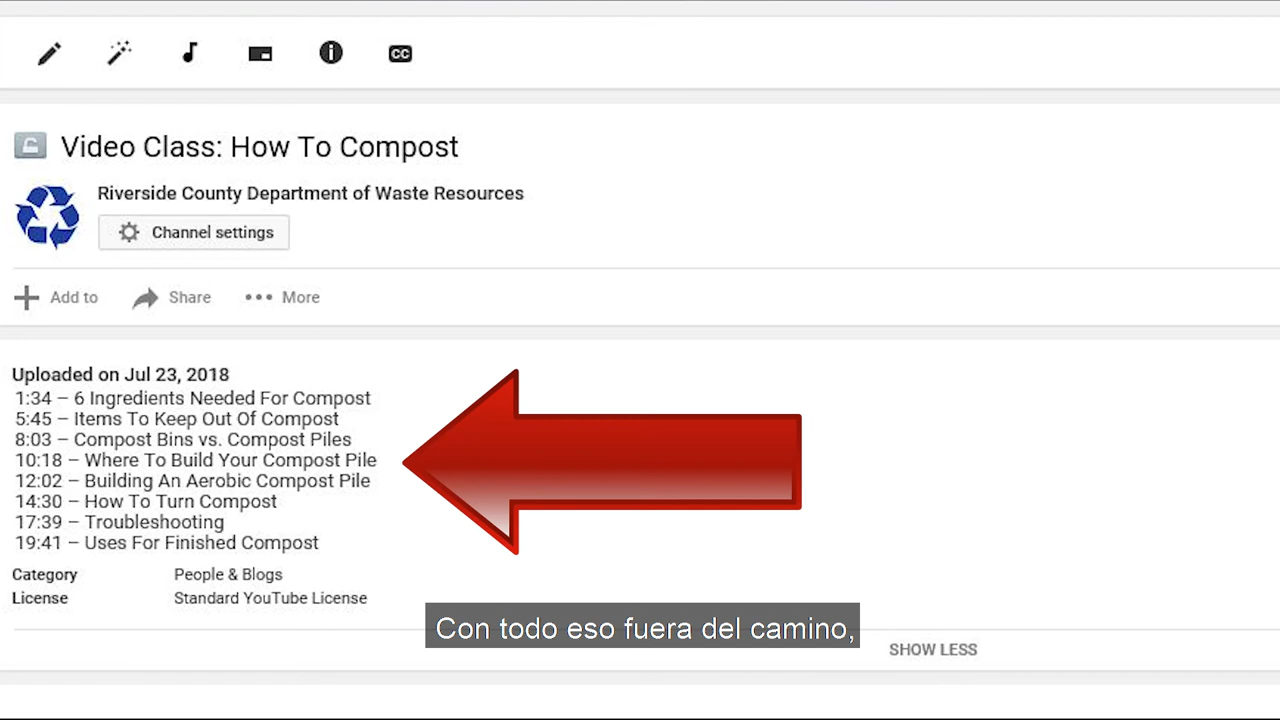 CC
Video Class: How To Compost
Riverside County Department of Waste Resources
Channel settings
Add to Share More
Uploaded on Jul 23, 2018
1:34 – 6 Ingredients Needed For Compost
5:45 – Items To Keep Out Of Compost
8:03 – Compost Bins vs. Compost Piles
10:18 – Where To Build Your Compost Pile
12:02 – Building An Aerobic Compost Pile
14:30 – How To Turn Compost
17:39 – Troubleshooting
19:41 – Uses For Finished Compost
Category People & Blogs
License Standard YouTube License
Con todo eso fuera del camino,
SHOW LESS